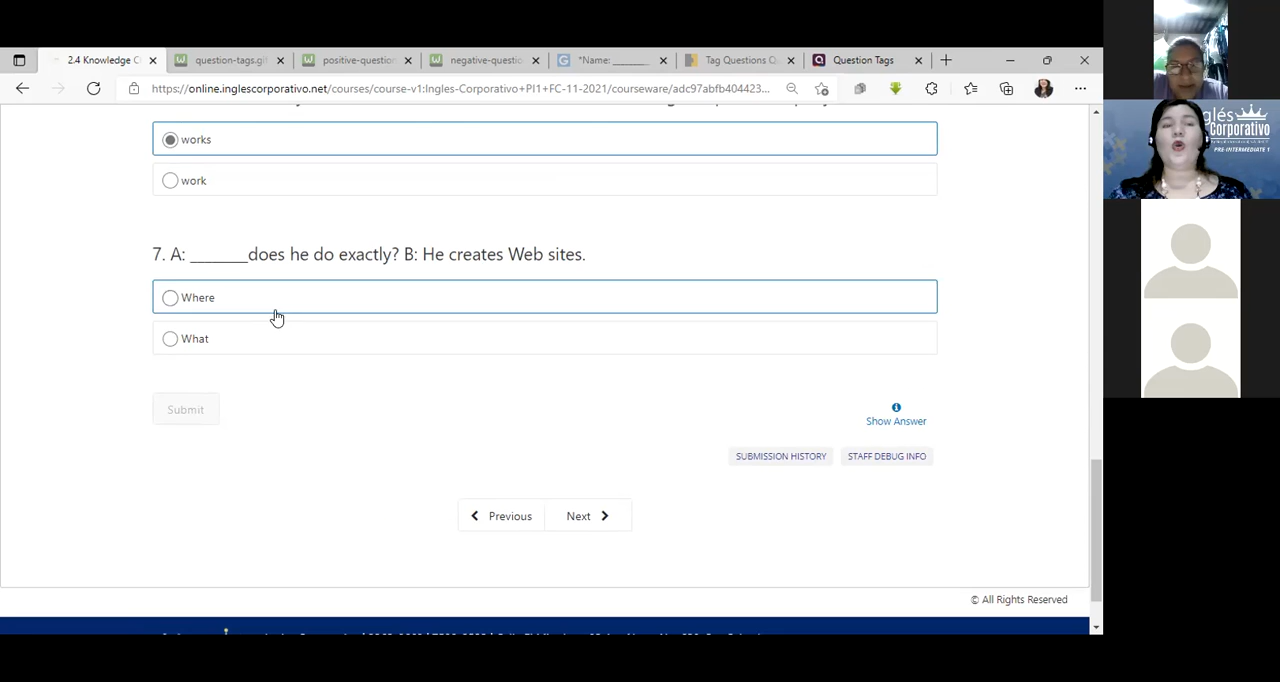 2.4 Knowledge C
question-tags.gi
positive-question
negative-questio
*Name: ________
Tag Questions Q
Question Tags
https://online.inglescorporativo.net/courses/course-v1:Ingles-Corporativo+PI1+FC-11-2021/courseware/adc97abfb404423...
works
work
7. A: _______does he do exactly? B: He creates Web sites.
Where
What
Submit
Show Answer
SUBMISSION HISTORY
STAFF DEBUG INFO
Previous
Next
© All Rights Reserved
glés
Corporativo
PRE-INTERMEDIATE 1